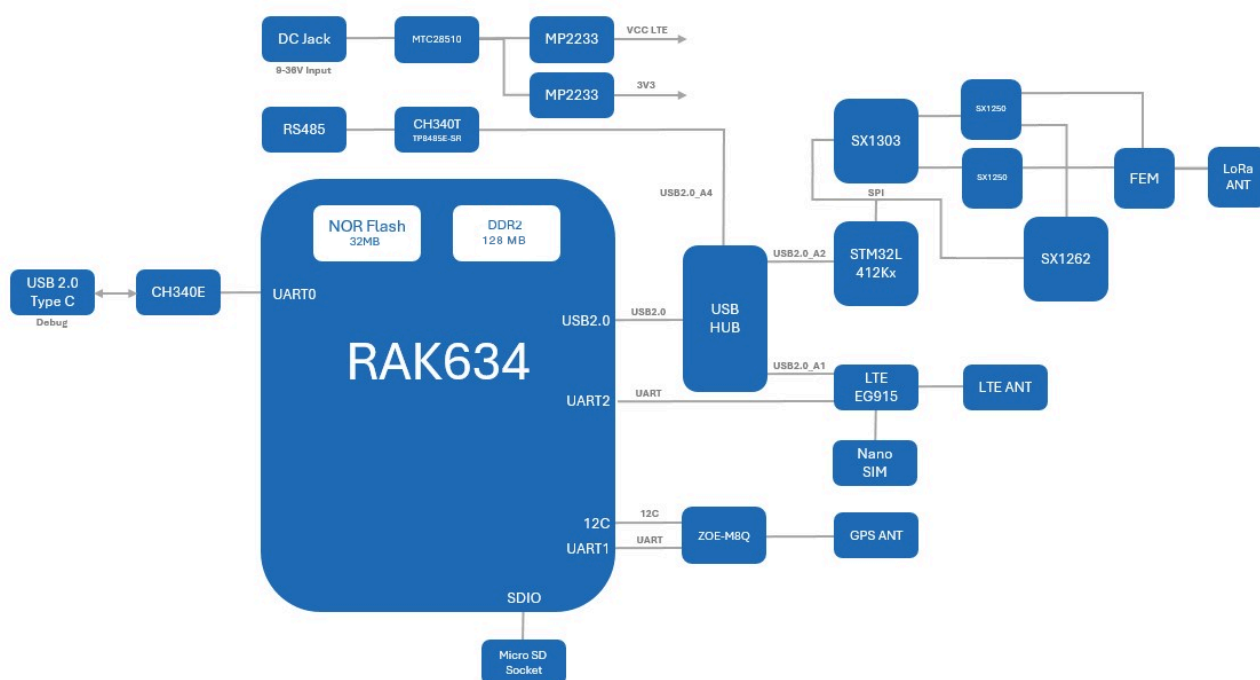 DC Jack
9-36V Input
MTC28510
MP2233
VCC LTE
MP2233
3V3
RS485
CH340T
TP8485E-SR
USB2.0_A4
SX1303
SX1250
SX1250
FEM
LoRa
ANT
SPI
STM32L
412Kx
SX1262
NOR Flash
32MB
DDR2
128 MB
USB 2.0
Type C
Debug
CH340E
UART0
RAK634
USB2.0
USB2.0
USB
HUB
USB2.0_A2
USB2.0_A1
UART2
UART
LTE
EG915
LTE ANT
Nano
SIM
12C
12C
UART1
UART
ZOE-M8Q
GPS ANT
SDIO
Micro SD
Socket